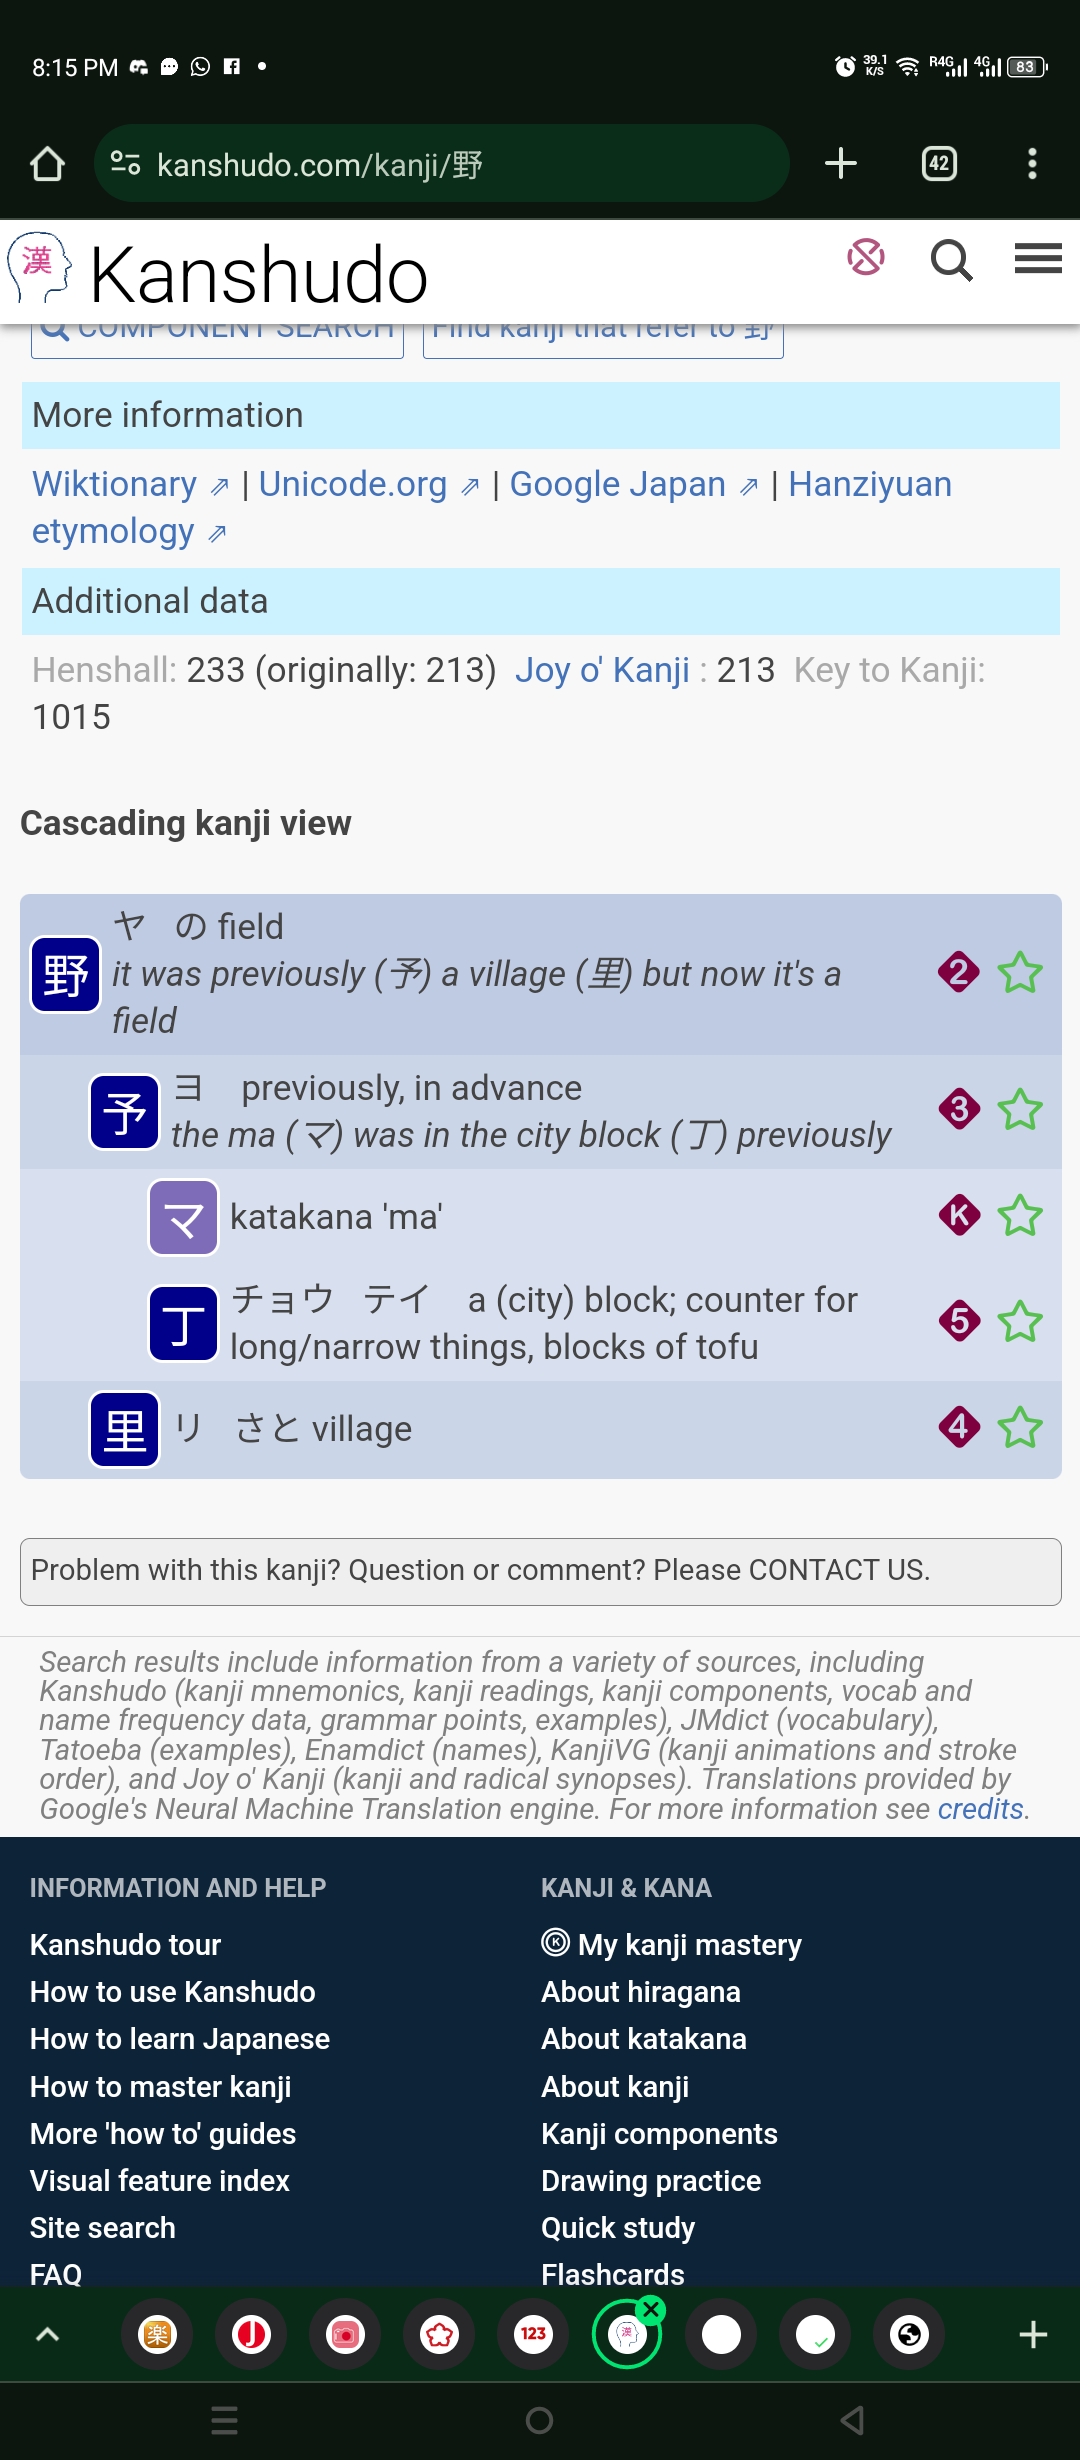 8:15 PM
39.1 K/S R4G 4G 83
kanshudo.com/kanji/野
42
漢 Kanshudo
COMPONENT SEARCH Find kanji that refer to 野
More information
Wiktionary ⇗ | Unicode.org ⇗ | Google Japan ⇗ | Hanziyuan
etymology ⇗
Additional data
Henshall: 233 (originally: 213) Joy o' Kanji : 213 Key to Kanji:
1015
Cascading kanji view
野 ヤ の field
it was previously (予) a village (里) but now it's a
field
2
予 ヨ previously, in advance
the ma (マ) was in the city block (丁) previously
3
マ katakana 'ma' K
丁 チョウ テイ a (city) block; counter for
long/narrow things, blocks of tofu
5
里 リ さと village 4
Problem with this kanji? Question or comment? Please CONTACT US.
Search results include information from a variety of sources, including
Kanshudo (kanji mnemonics, kanji readings, kanji components, vocab and
name frequency data, grammar points, examples), JMdict (vocabulary),
Tatoeba (examples), Enamdict (names), KanjiVG (kanji animations and stroke
order), and Joy o' Kanji (kanji and radical synopses). Translations provided by
Google's Neural Machine Translation engine. For more information see credits.
INFORMATION AND HELP
Kanshudo tour
How to use Kanshudo
How to learn Japanese
How to master kanji
More 'how to' guides
Visual feature index
Site search
FAQ
KANJI & KANA
K My kanji mastery
About hiragana
About katakana
About kanji
Kanji components
Drawing practice
Quick study
Flashcards
楽 J 123 漢